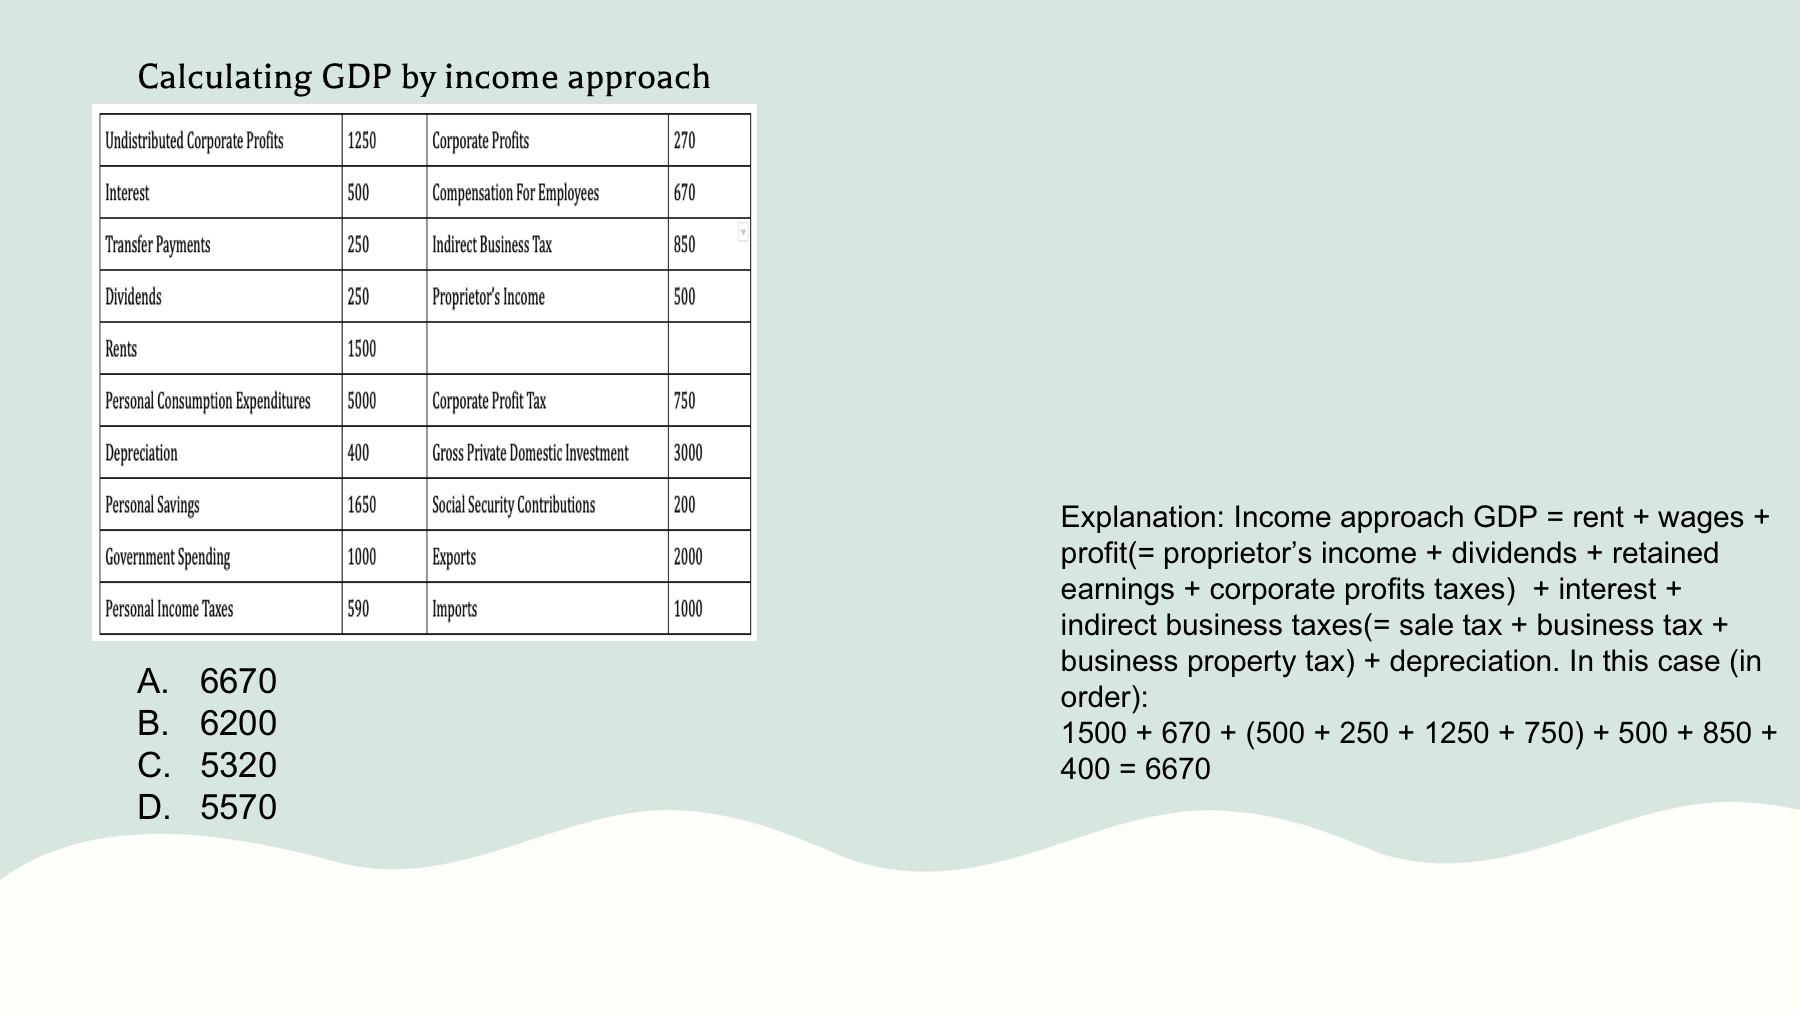 Calculating GDP by income approach
Undistributed Corporate Profits 1250 Corporate Profits 270
Interest 500 Compensation For Employees 670
Transfer Payments 250 Indirect Business Tax 850
Dividends 250 Proprietor's Income 500
Rents 1500
Personal Consumption Expenditures 5000 Corporate Profit Tax 750
Depreciation 400 Gross Private Domestic Investment 3000
Personal Savings 1650 Social Security Contributions 200
Government Spending 1000 Exports 2000
Personal Income Taxes 590 Imports 1000
A. 6670
B. 6200
C. 5320
D. 5570
Explanation: Income approach GDP = rent + wages +
profit(= proprietor’s income + dividends + retained
earnings + corporate profits taxes) + interest +
indirect business taxes(= sale tax + business tax +
business property tax) + depreciation. In this case (in
order):
1500 + 670 + (500 + 250 + 1250 + 750) + 500 + 850 +
400 = 6670